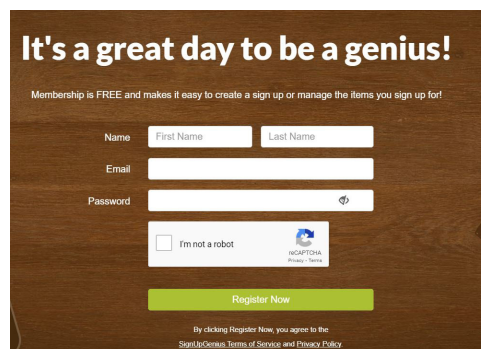 It's a great day to be a genius!
Membership is FREE and makes it easy to create a sign up or manage the items you sign up for!
Name First Name Last Name
Email
Password
I'm not a robot
reCAPTCHA
Privacy - Terms
Register Now
By clicking Register Now, you agree to the
SignUpGenius Terms of Service and Privacy Policy.